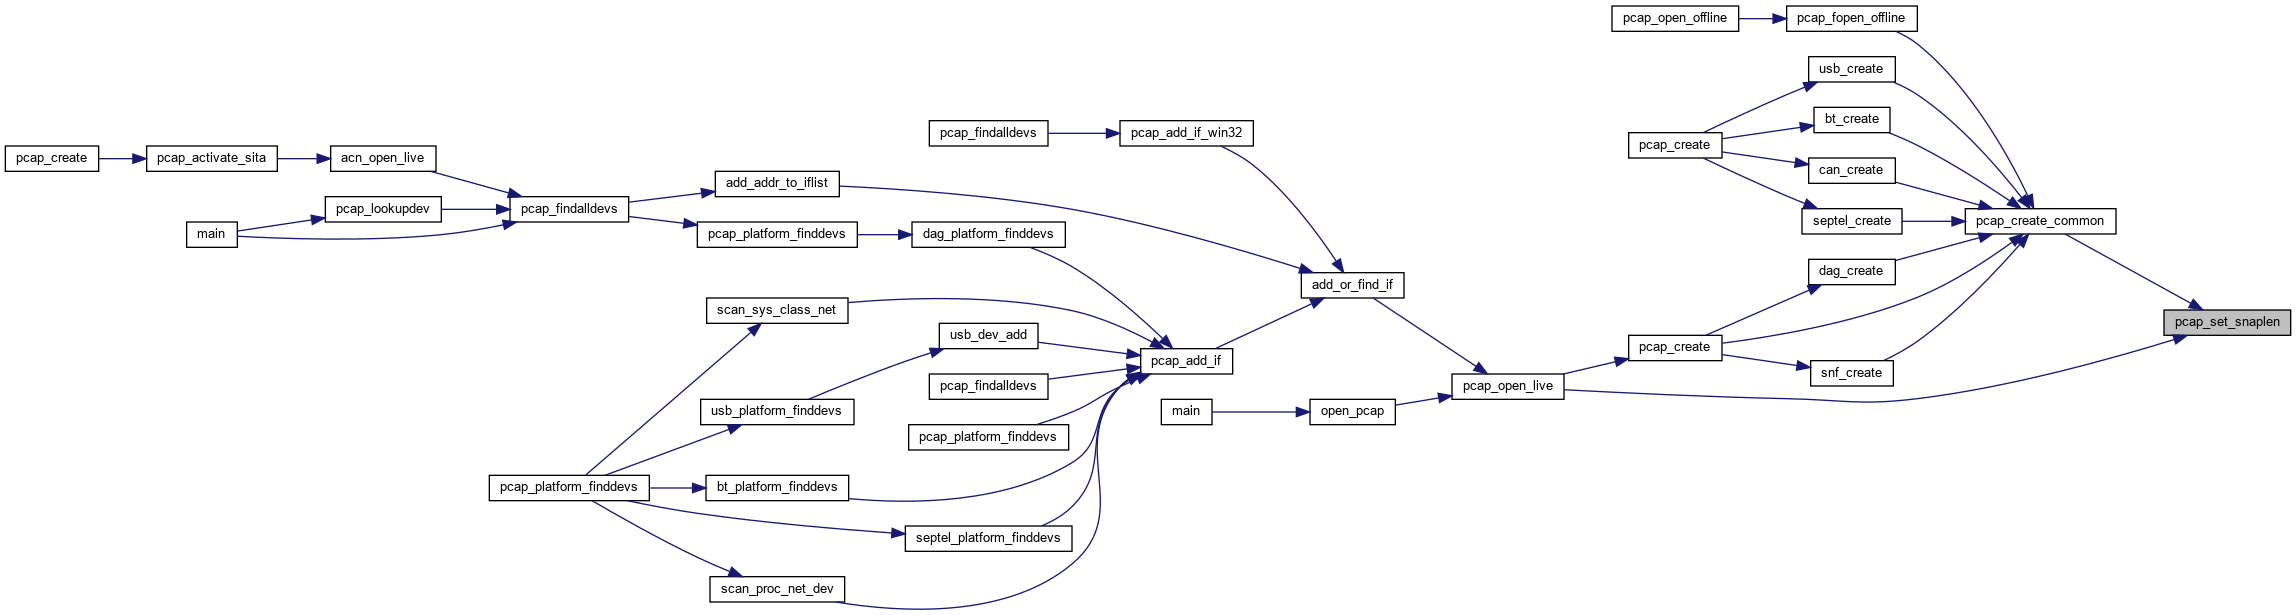 pcap_open_offline
pcap_fopen_offline
usb_create
bt_create
pcap_findalldevs
pcap_add_if_win32
pcap_create
pcap_create
pcap_activate_sita
acn_open_live
can_create
add_addr_to_iflist
pcap_lookupdev
pcap_findalldevs
septel_create
pcap_create_common
main
pcap_platform_finddevs
dag_platform_finddevs
dag_create
add_or_find_if
scan_sys_class_net
pcap_set_snaplen
usb_dev_add
pcap_create
pcap_add_if
snf_create
pcap_findalldevs
pcap_open_live
usb_platform_finddevs
main
open_pcap
pcap_platform_finddevs
pcap_platform_finddevs
bt_platform_finddevs
septel_platform_finddevs
scan_proc_net_dev